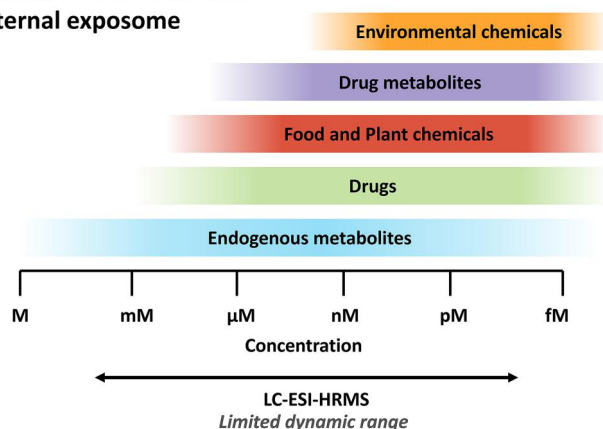 ternal exposome
Environmental chemicals
Drug metabolites
Food and Plant chemicals
Drugs
Endogenous metabolites
M mM µM nM pM fM
Concentration
LC-ESI-HRMS
Limited dynamic range